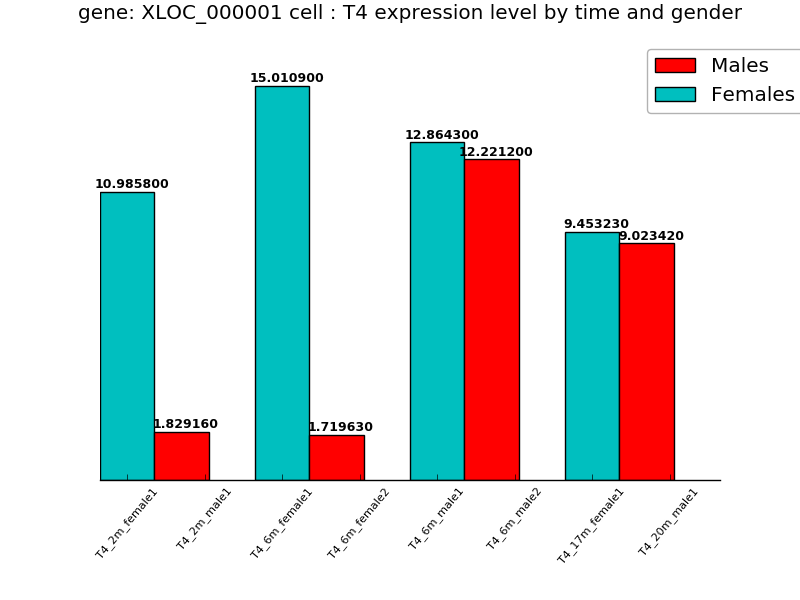 gene: XLOC_000001 cell : T4 expression level by time and gender
Males
Females
15.010900
12.864300
12.221200
10.985800
9.453230
9.023420
1.829160
1.719630
T4_2m_female1
T4_2m_male1
T4_6m_female1
T4_6m_female2
T4_6m_male1
T4_6m_male2
T4_17m_female1
T4_20m_male1